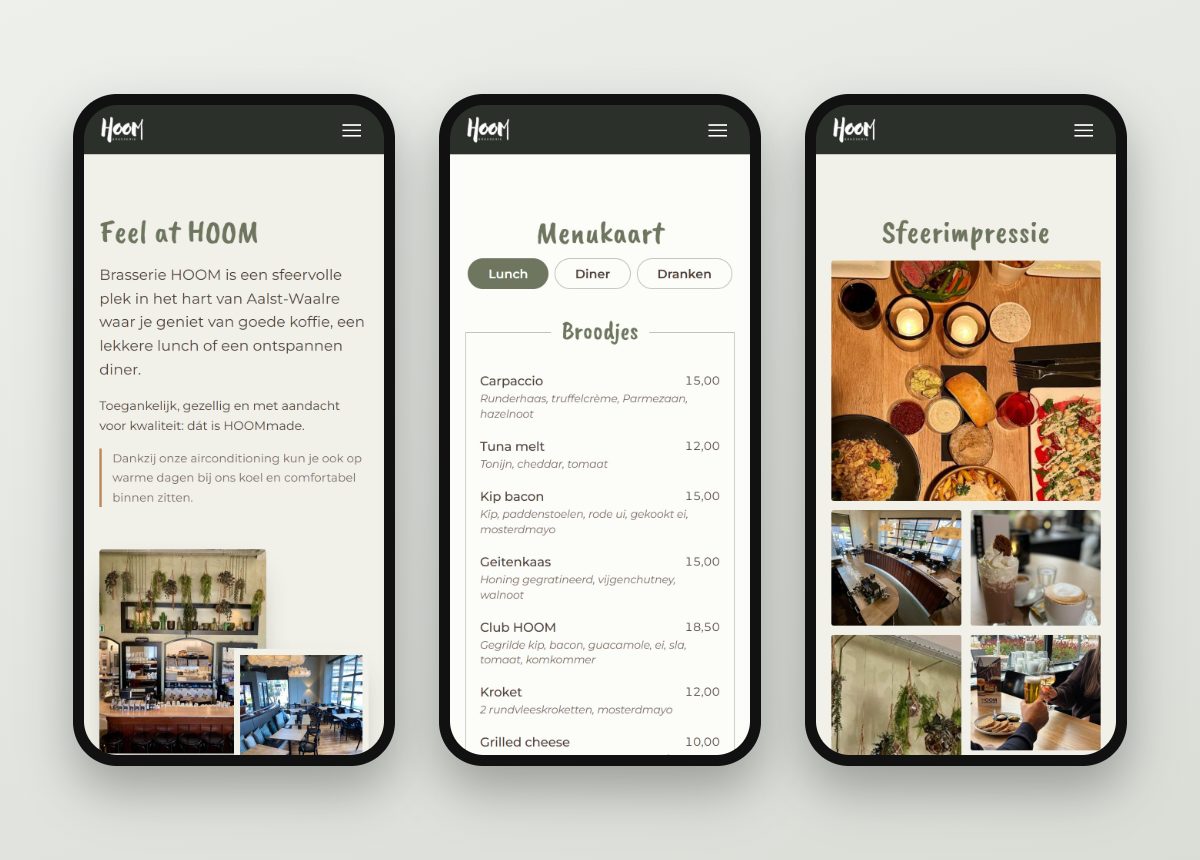 HOOM
BRASSERIE
Feel at HOOM
Brasserie HOOM is een sfeervolle
plek in het hart van Aalst-Waalre
waar je geniet van goede koffie, een
lekkere lunch of een ontspannen
diner.
Toegankelijk, gezellig en met aandacht
voor kwaliteit: dát is HOOMmade.
Dankzij onze airconditioning kun je ook op
warme dagen bij ons koel en comfortabel
binnen zitten.
HOOM
BRASSERIE
Menukaart
Lunch Diner Dranken
Broodjes
Carpaccio 15,00
Runderhaas, truffelcrème, Parmezaan,
hazelnoot
Tuna melt 12,00
Tonijn, cheddar, tomaat
Kip bacon 15,00
Kip, paddenstoelen, rode ui, gekookt ei,
mosterdmayo
Geitenkaas 15,00
Honing gegratineerd, vijgenchutney,
walnoot
Club HOOM 18,50
Gegrilde kip, bacon, guacamole, ei, sla,
tomaat, komkommer
Kroket 12,00
2 rundvleeskroketten, mosterdmayo
Grilled cheese 10,00
HOOM
BRASSERIE
Sfeerimpressie
HOOM